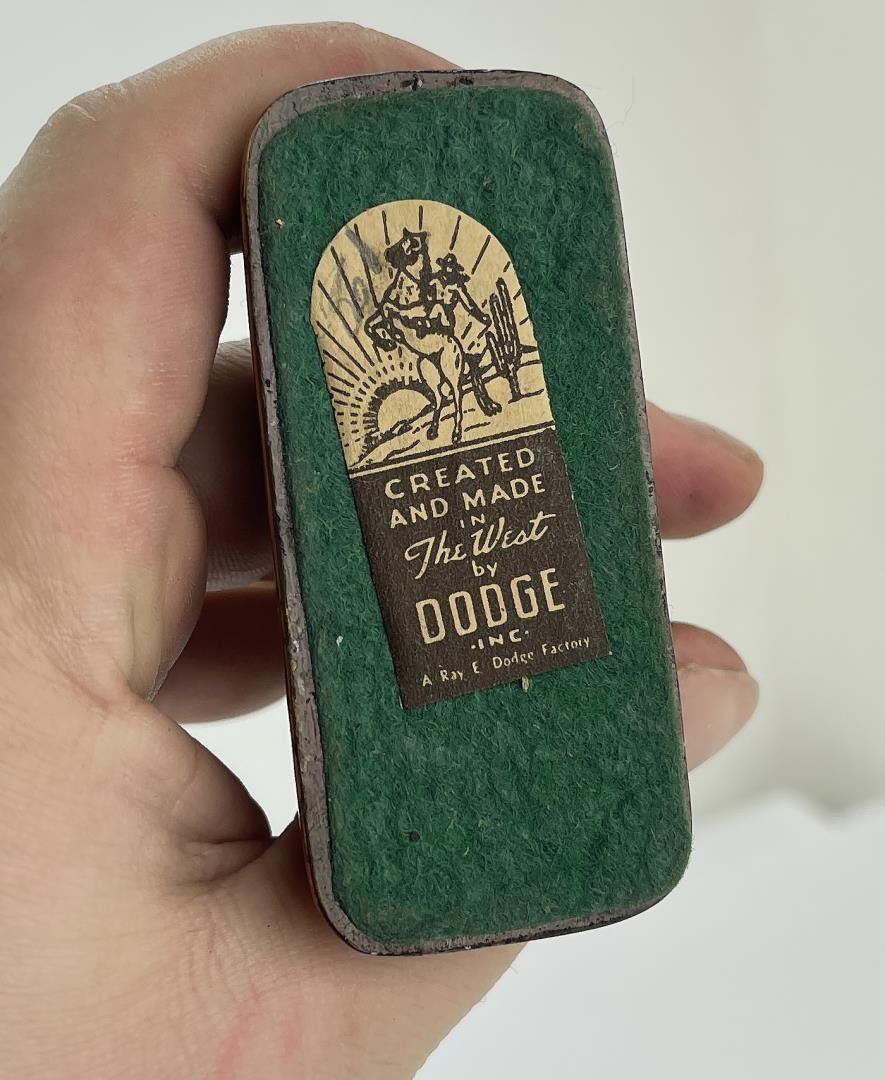 CREATED
AND MADE
IN
The West
by
DODGE
·INC·
A Ray E Dodge Factory